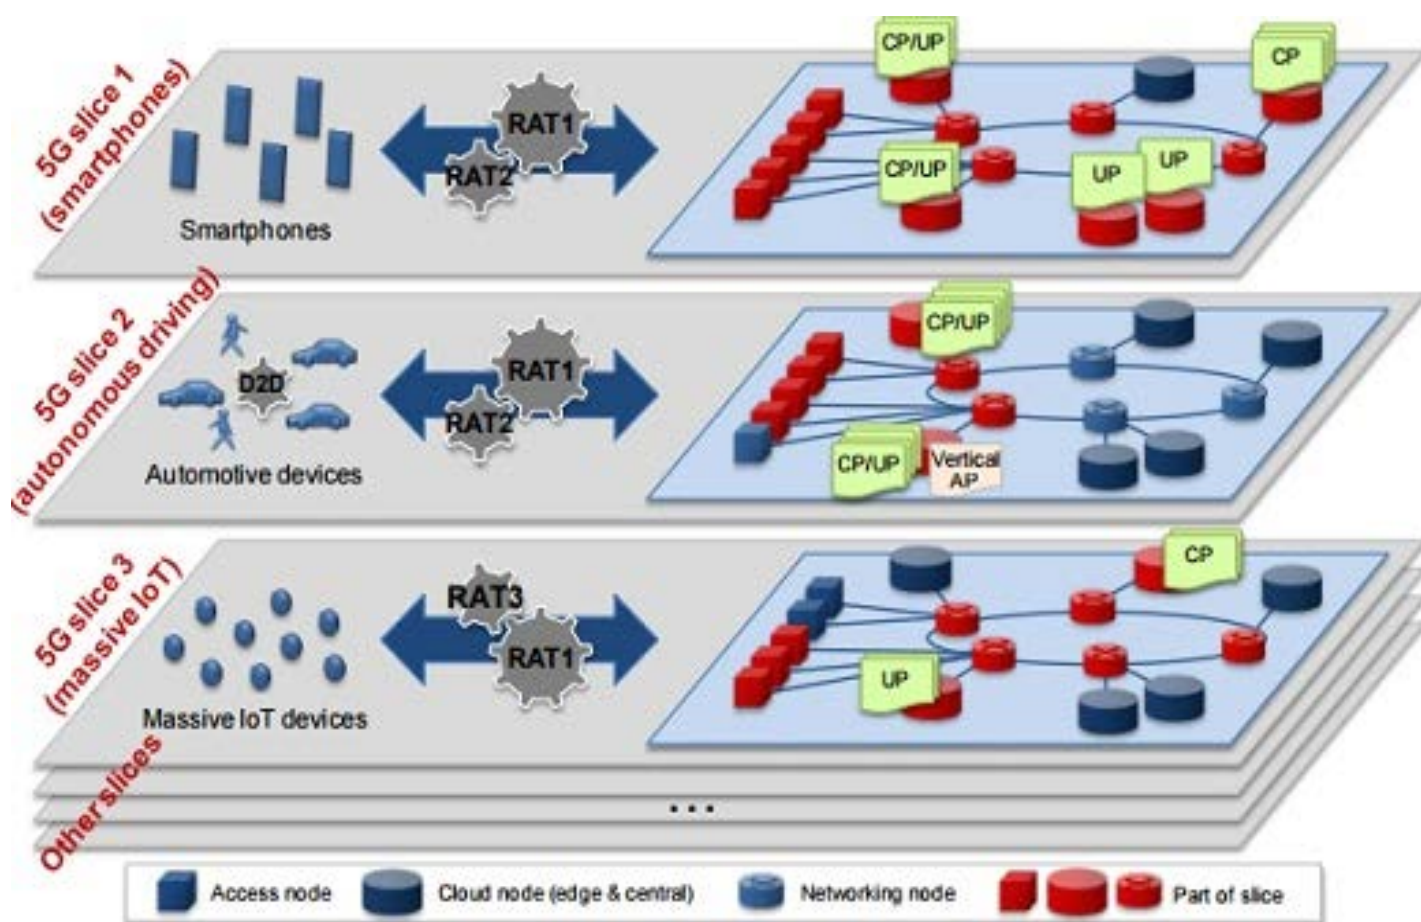 5G slice 1
(smartphones)
Smartphones
RAT1
RAT2
CP/UP
CP
CP/UP
UP
UP
5G slice 2
(autonomous driving)
D2D
Automotive devices
RAT1
RAT2
CP/UP
CP/UP
Vertical
AP
5G slice 3
(massive IoT)
Massive IoT devices
RAT3
RAT1
CP
UP
Other slices
...
Access node
Cloud node (edge & central)
Networking node
Part of slice